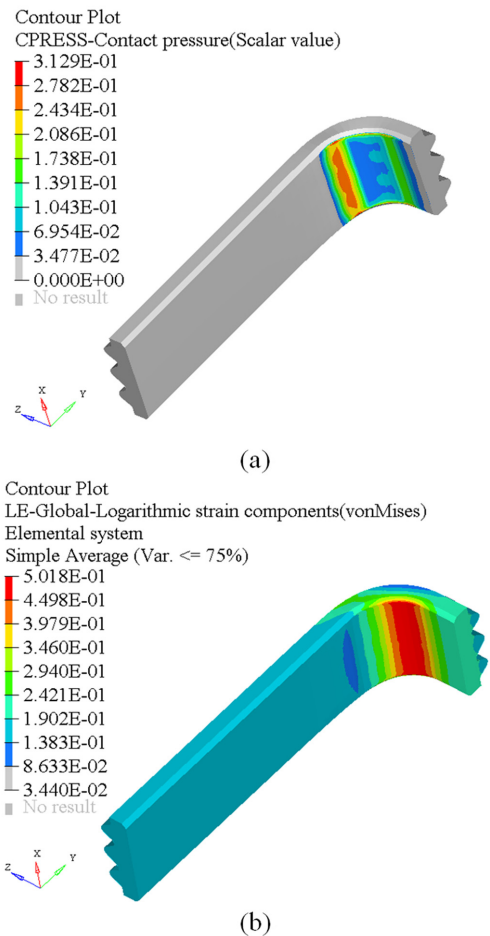 Contour Plot
CPRESS-Contact pressure(Scalar value)
3.129E-01
2.782E-01
2.434E-01
2.086E-01
1.738E-01
1.391E-01
1.043E-01
6.954E-02
3.477E-02
0.000E+00
No result
X
Y
Z
(a)
Contour Plot
LE-Global-Logarithmic strain components(vonMises)
Elemental system
Simple Average (Var. <= 75%)
5.018E-01
4.498E-01
3.979E-01
3.460E-01
2.940E-01
2.421E-01
1.902E-01
1.383E-01
8.633E-02
3.440E-02
No result
X
Y
Z
(b)